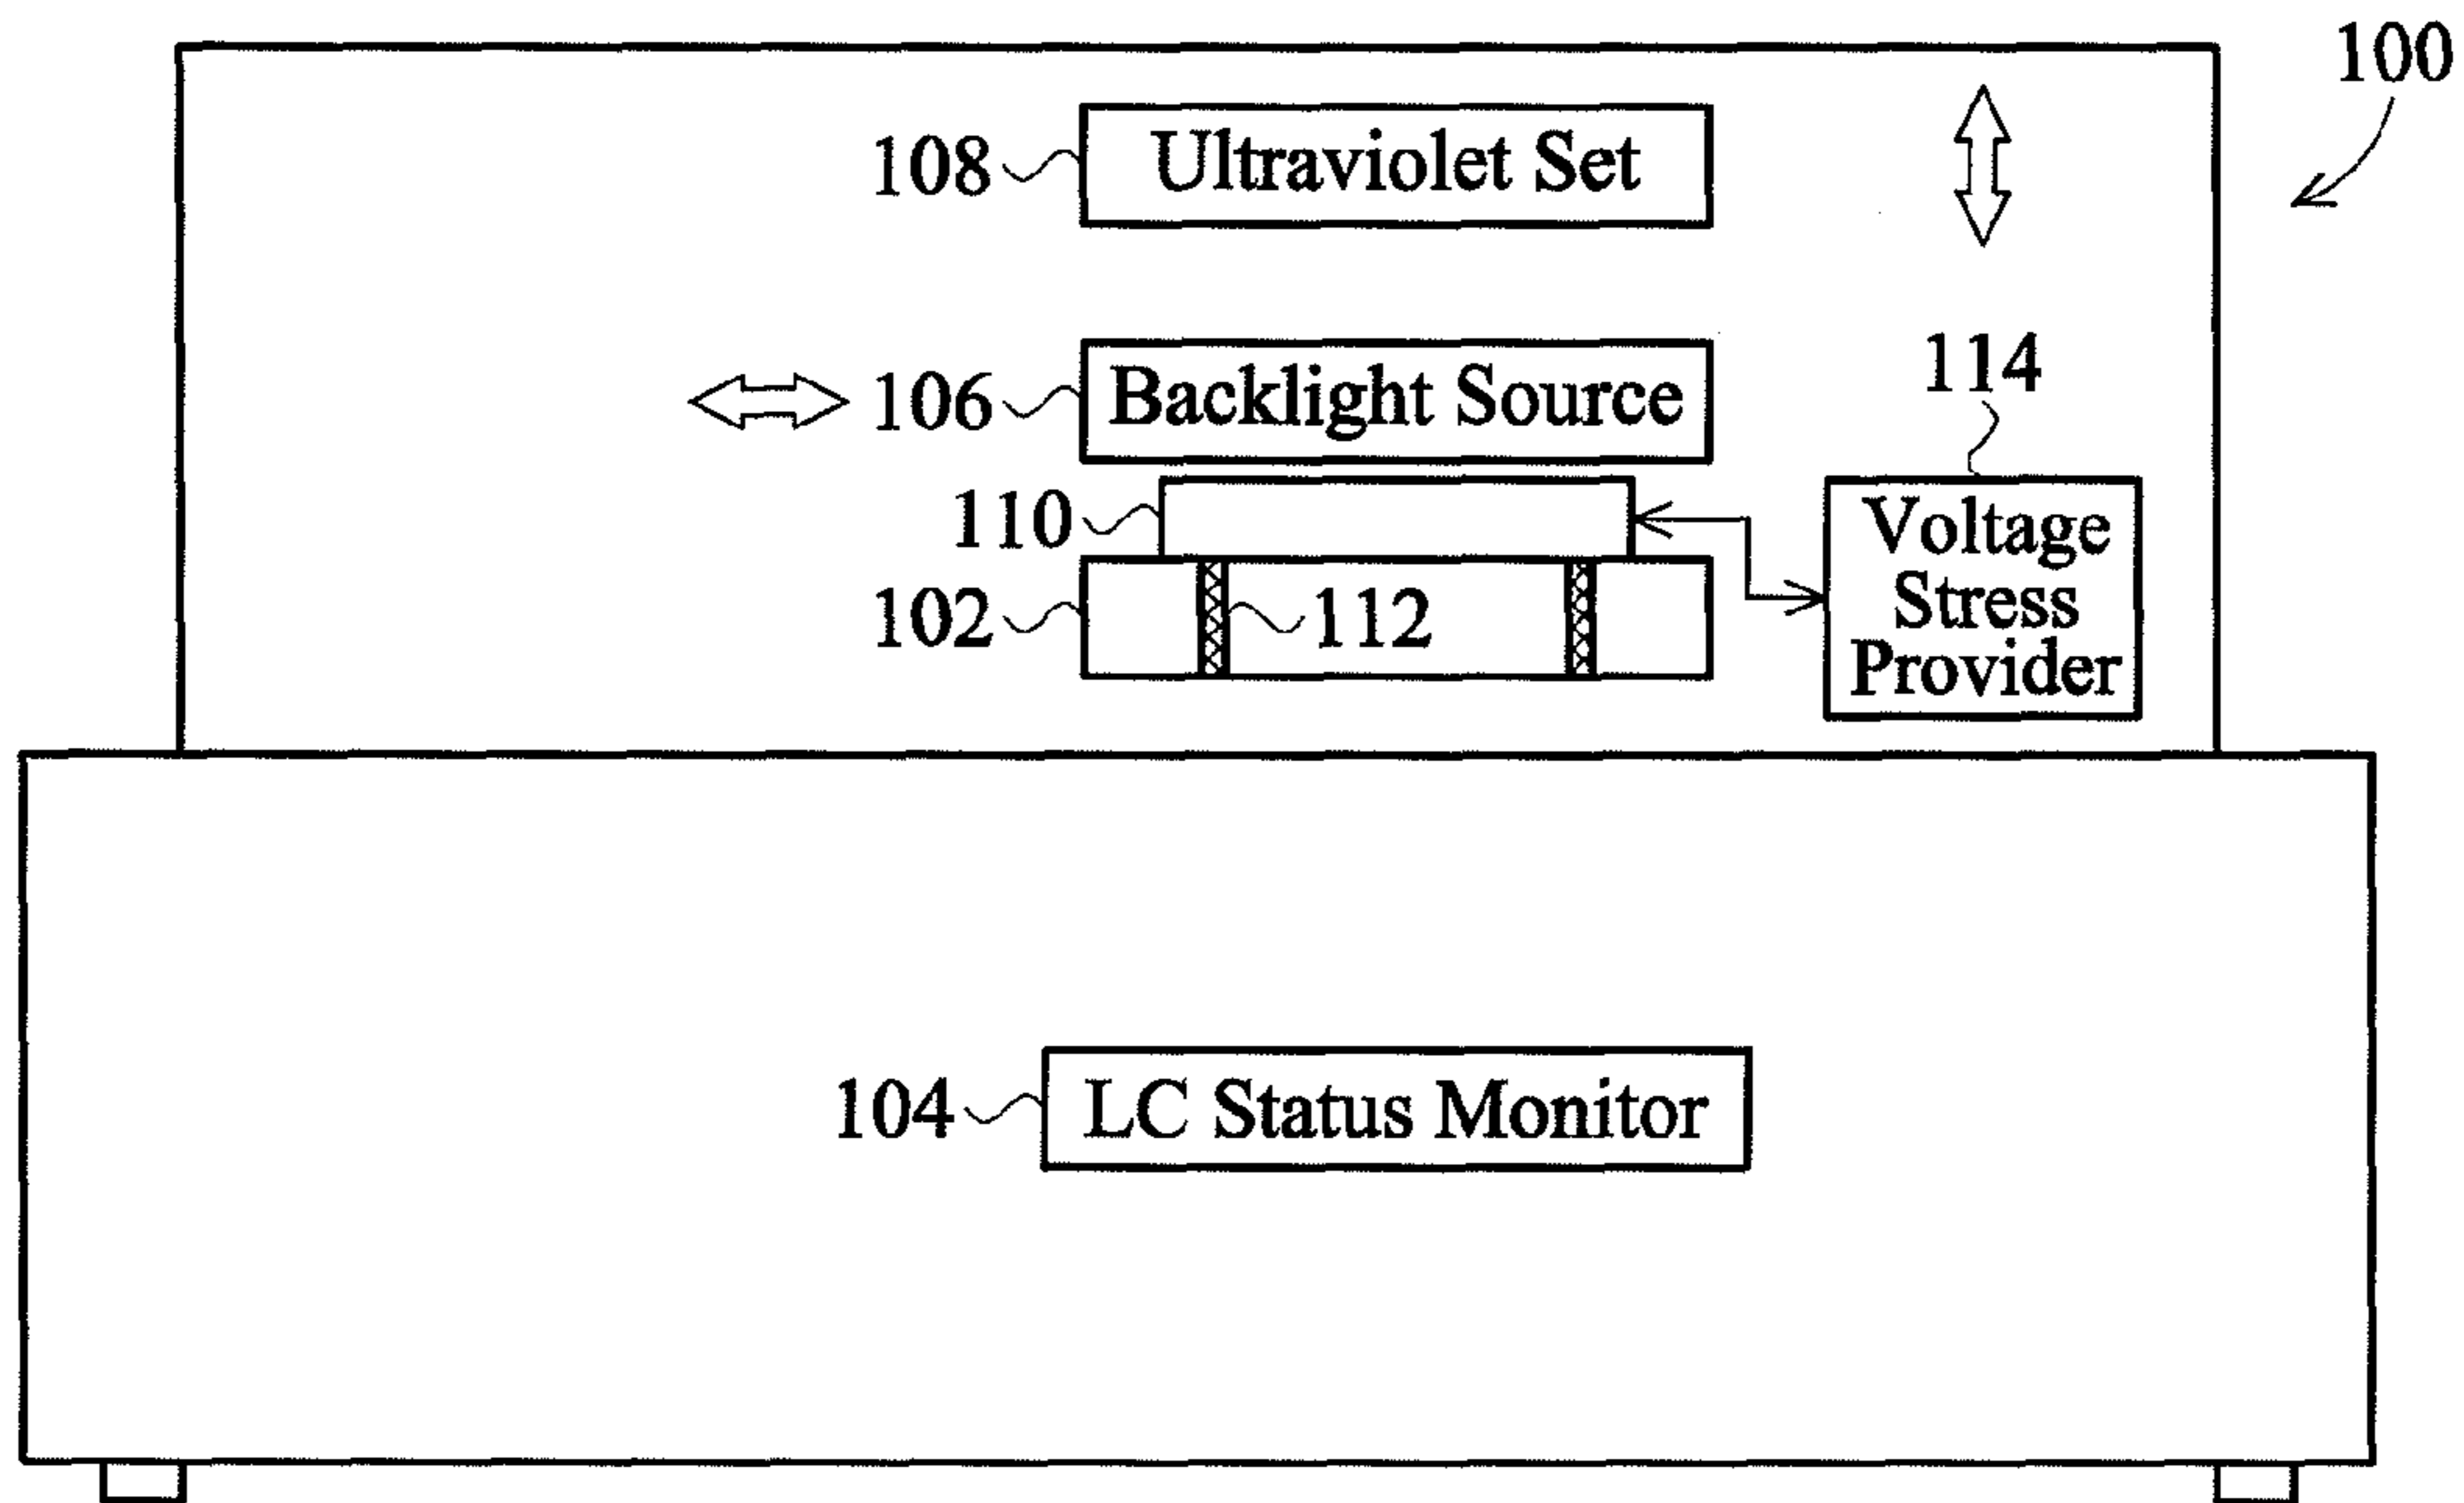 100
108 Ultraviolet Set
106 Backlight Source
114
110
102 112
Voltage
Stress
Provider
104 LC Status Monitor